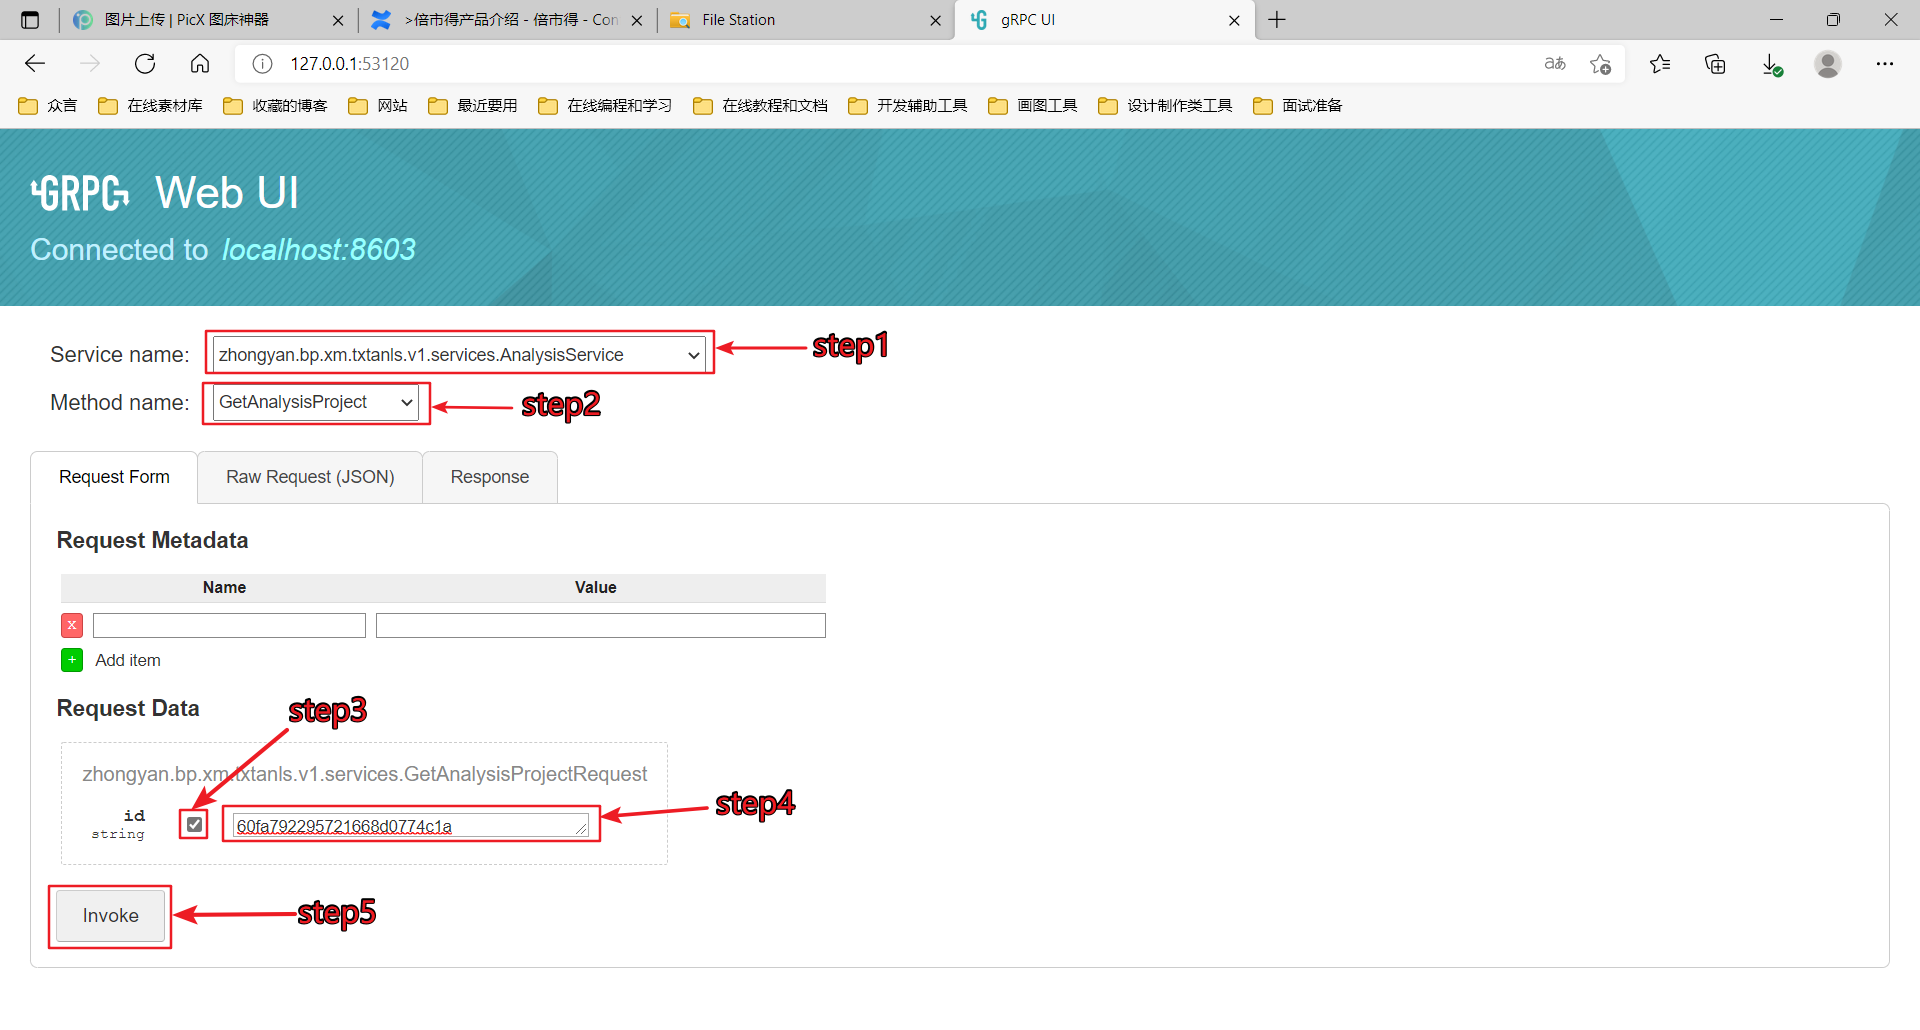 图片上传 | PicX 图床神器
>倍市得产品介绍 - 倍市得 - Con
File Station
gRPC UI
127.0.0.1:53120
aあ
众言
在线素材库
收藏的博客
网站
最近要用
在线编程和学习
在线教程和文档
开发辅助工具
画图工具
设计制作类工具
面试准备
GRPC Web UI
Connected to localhost:8603
Service name: zhongyan.bp.xm.txtanls.v1.services.AnalysisService step1
Method name: GetAnalysisProject step2
Request Form Raw Request (JSON) Response
Request Metadata
Name Value
X
+ Add item
Request Data step3
zhongyan.bp.xm.txtanls.v1.services.GetAnalysisProjectRequest
id
string
60fa792295721668d0774c1a step4
Invoke step5